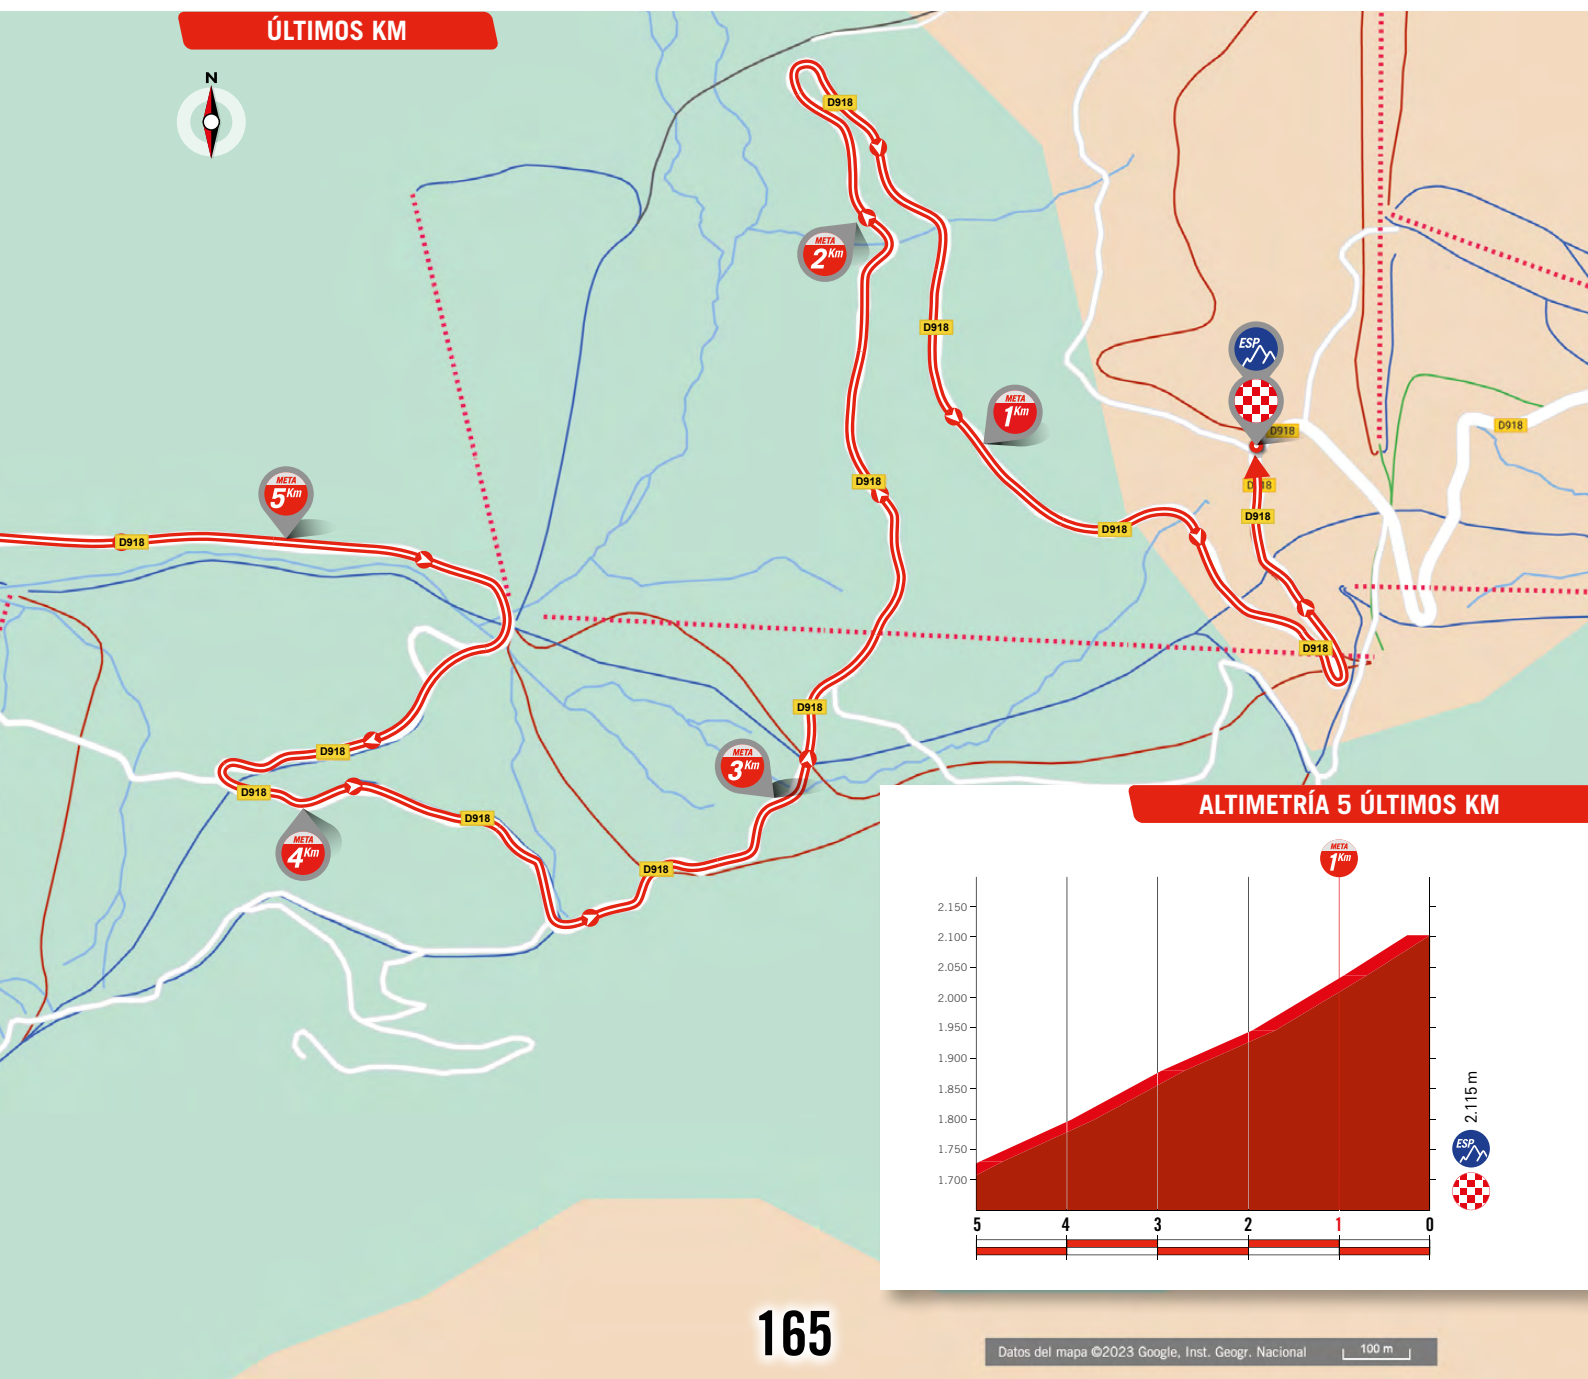 ÚLTIMOS KM
N
D918
META
2Km
D918
META
1Km
ESP
D918
D918
META
5Km
D918
D918
D918
D918
D918
D918
D918
META
3Km
D918
D918
META
4Km
D918
D918
D918
ALTIMETRÍA 5 ÚLTIMOS KM
META
1Km
2.150
2.100
2.050
2.000
1.950
1.900
1.850
1.800
1.750
1.700
5 4 3 2 1 0
2.115 m
ESP
165
Datos del mapa ©2023 Google, Inst. Geogr. Nacional
100 m